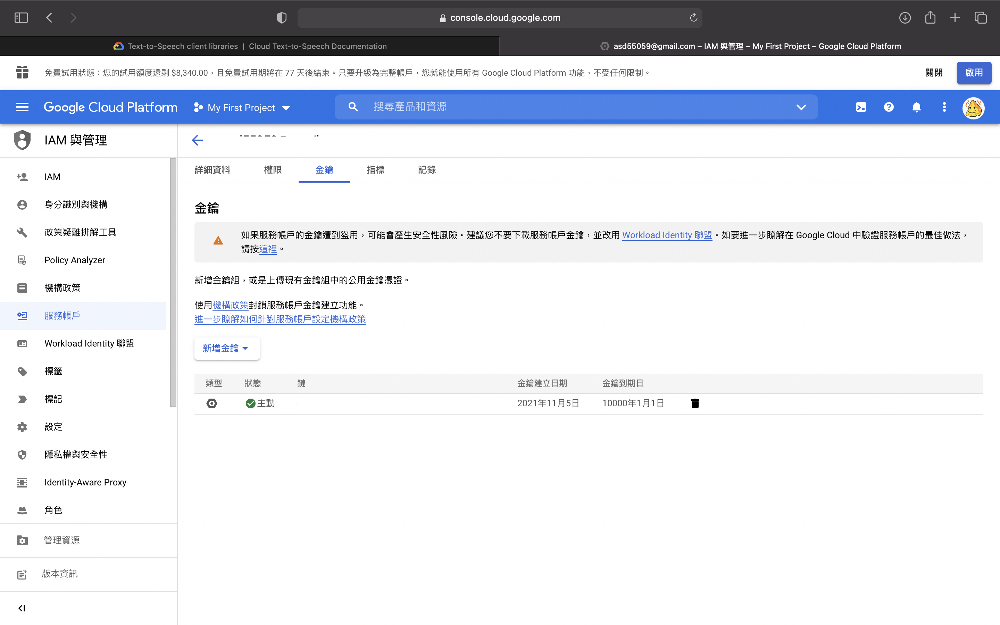 console.cloud.google.com
Text-to-Speech client libraries | Cloud Text-to-Speech Documentation
asd55059@gmail.com – IAM 與管理 – My First Project – Google Cloud Platform
免費試用狀態：您的試用額度還剩 $8,340.00，且免費試用期將在 77 天後結束。只要升級為完整帳戶，您就能使用所有 Google Cloud Platform 功能，不受任何限制。
關閉
啟用
Google Cloud Platform
My First Project
搜尋產品和資源
IAM 與管理
IAM
身分識別與機構
政策疑難排解工具
Policy Analyzer
機構政策
服務帳戶
Workload Identity 聯盟
標籤
標記
設定
隱私權與安全性
Identity-Aware Proxy
角色
管理資源
版本資訊
詳細資料
權限
金鑰
指標
記錄
金鑰
如果服務帳戶的金鑰遭到盜用，可能會產生安全性風險。建議您不要下載服務帳戶金鑰，並改用 Workload Identity 聯盟。如要進一步瞭解在 Google Cloud 中驗證服務帳戶的最佳做法，
請按這裡。
新增金鑰組，或是上傳現有金鑰組中的公用金鑰憑證。
使用機構政策封鎖服務帳戶金鑰建立功能。
進一步瞭解如何針對服務帳戶設定機構政策
新增金鑰
類型 狀態 鍵 金鑰建立日期 金鑰到期日
主動 2021年11月5日 10000年1月1日